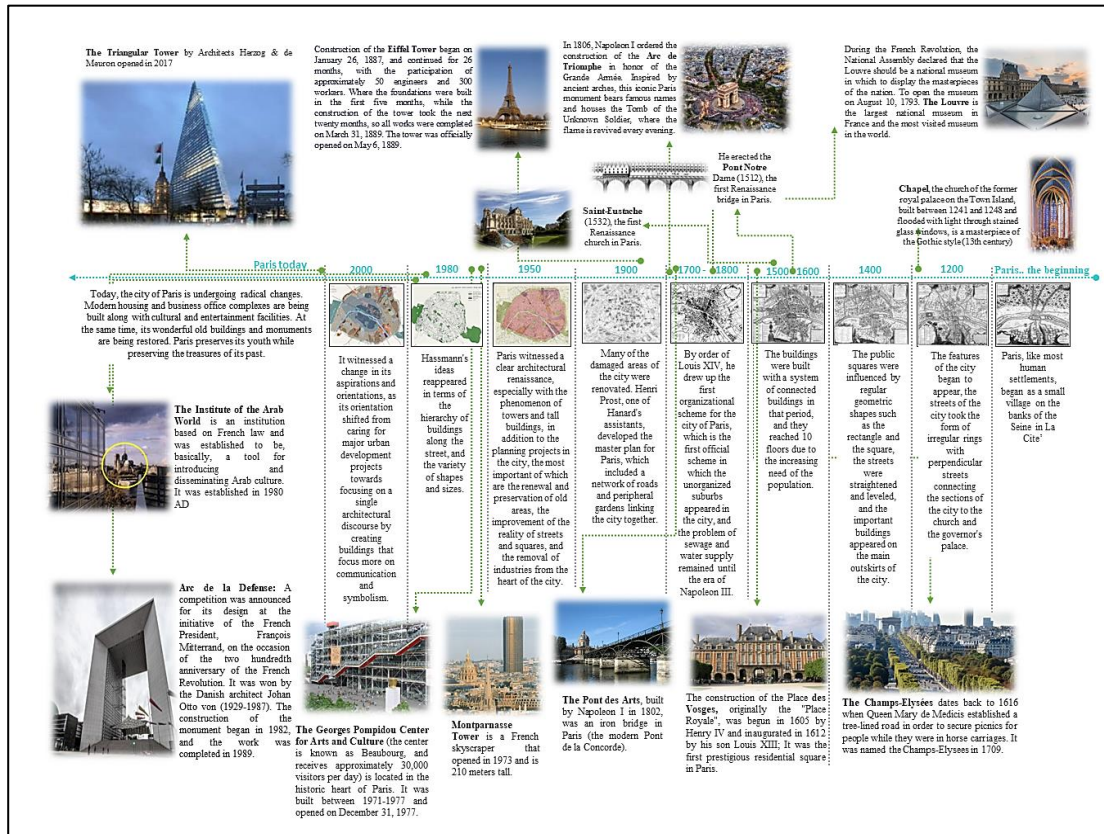 The Triangular Tower by Architects Herzog & de
Meuron opened in 2017
Construction of the Eiffel Tower began on
January 26, 1887, and continued for 26
months, with the participation of
approximately 50 engineers and 300
workers. Where the foundations were built
in the first five months, while the
construction of the tower took the next
twenty months, so all works were completed
on March 31, 1889. The tower was officially
opened on May 6, 1889.
In 1806, Napoleon I ordered the
construction of the Arc de
Triomphe in honor of the
Grande Armée. Inspired by
ancient arches, this iconic Paris
monument bears famous names
and houses the Tomb of the
Unknown Soldier, where the
flame is revived every evening.
During the French Revolution, the
National Assembly declared that the
Louvre should be a national museum
in which to display the masterpieces
of the nation. To open the museum
on August 10, 1793. The Louvre is
the largest national museum in
France and the most visited museum
in the world.
Saint-Eustache
(1532), the first
Renaissance
church in Paris.
He erected the
Pont Notre
Dame (1512), the
first Renaissance
bridge in Paris.
Chapel, the church of the former
royal palace on the Town Island,
built between 1241 and 1248 and
flooded with light through stained
glass windows, is a masterpiece of
the Gothic style (13th century)
Paris today
2000
1980
1950
1900
1700 - 1800
1500 1600
1400
1200
Paris.. the beginning
Today, the city of Paris is undergoing radical changes.
Modern housing and business office complexes are being
built along with cultural and entertainment facilities. At
the same time, its wonderful old buildings and monuments
are being restored. Paris preserves its youth while
preserving the treasures of its past.
It witnessed a
change in its
aspirations and
orientations, as its
orientation shifted
from caring for
major urban
development
projects
towards
focusing on a
single
architectural
discourse by
creating
buildings that
focus more on
communication
and
symbolism.
Hassmann's
ideas
reappeared
in terms of
the
hierarchy of
buildings
along the
street, and
the variety
of shapes
and sizes.
Paris witnessed a
clear architectural
renaissance,
especially with the
phenomenon of
towers and tall
buildings, in
addition to the
planning projects
in the city, the most
important of which
are the renewal and
preservation of old
areas, the
improvement of the
reality of streets
and squares, and
the removal of
industries from the
heart of the city.
Many of the
damaged areas
of the city were
renovated. Henri
Prost, one of
Hanard's
assistants,
developed the
master plan for
Paris, which
included a
network of roads
and peripheral
gardens linking
the city together.
By order of
Louis XIV, he
drew up the
first
organizational
scheme for the
city of Paris,
which is the
first official
scheme in
which the
unorganized
suburbs
appeared in the
city, and the
problem of
sewage and
water supply
remained until
the era of
Napoleon III.
The buildings
were built
with a system
of connected
buildings in
that period,
and they
reached 10
floors due to
the increasing
need of the
population.
The public
squares were
influenced by
regular
geometric
shapes such
as the
rectangle and
the square,
the streets
were
straightened
and leveled,
and the
important
buildings
appeared on
the main
outskirts of
the city.
The features
of the city
began to
appear, the
streets of the
city took the
form of
irregular rings
with
perpendicular
streets
connecting
the sections
of the city to
the church and
the governor's
palace.
Paris, like most
human
settlements,
began as a small
village on the
banks of the
Seine in La
Cite'
The Institute of the Arab
World is an institution
based on French law and
was established to be,
basically, a tool for
introducing and
disseminating Arab culture.
It was established in 1980
AD
Arc de la Defense: A
competition was announced
for its design at the
initiative of the French
President, François
Mitterrand, on the occasion
of the two hundredth
anniversary of the French
Revolution. It was won by
the Danish architect Johan
Otto von (1929-1987). The
construction of the
monument began in 1982,
and the work was
completed in 1989.
The Georges Pompidou Center
for Arts and Culture (the center
is known as Beaubourg, and
receives approximately 30,000
visitors per day) is located in the
historic heart of Paris. It was
built between 1971-1977 and
opened on December 31, 1977.
Montparnasse
Tower is a French
skyscraper that
opened in 1973 and is
210 meters tall.
The Pont des Arts, built
by Napoleon I in 1802,
was an iron bridge in
Paris (the modern Pont
de la Concorde).
The construction of the Place des
Vosges, originally the "Place
Royale", was begun in 1605 by
Henry IV and inaugurated in 1612
by his son Louis XIII; It was the
first prestigious residential square
in Paris.
The Champs-Elysées dates back to 1616
when Queen Mary de Medicis established a
tree-lined road in order to secure picnics for
people while they were in horse carriages. It
was named the Champs-Elysees in 1709.